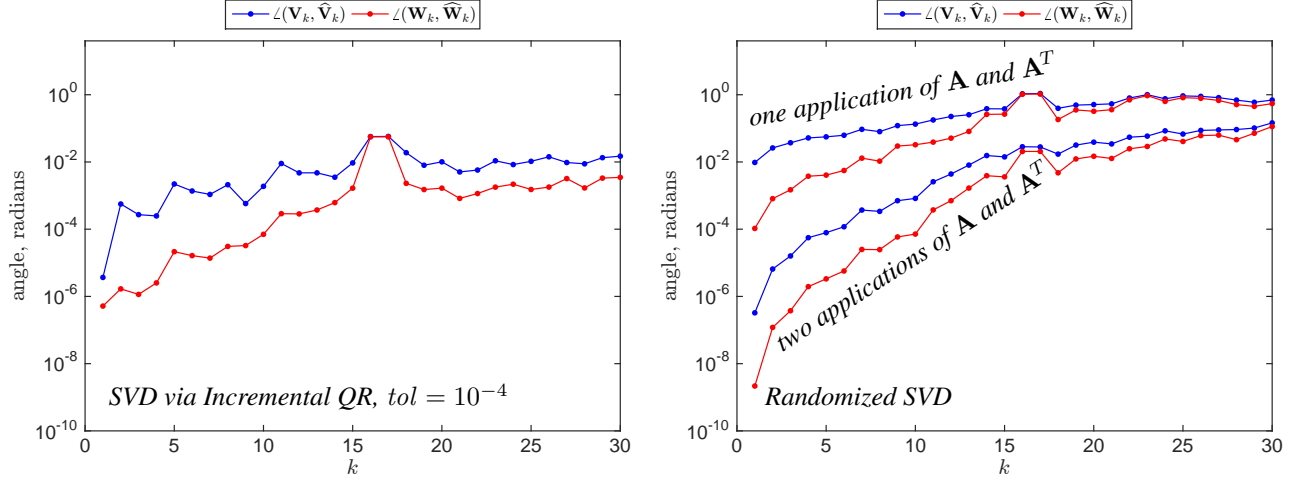 ∠(V_k, V̂_k) ∠(W_k, Ŵ_k)
10^0
10^{-2}
10^{-4}
10^{-6}
10^{-8}
10^{-10}
angle, radians
SVD via Incremental QR, tol = 10^{-4}
0 5 10 15 20 25 30
k
∠(V_k, V̂_k) ∠(W_k, Ŵ_k)
10^0
10^{-2}
10^{-4}
10^{-6}
10^{-8}
10^{-10}
angle, radians
one application of A and A^T
two applications of A and A^T
Randomized SVD
0 5 10 15 20 25 30
k